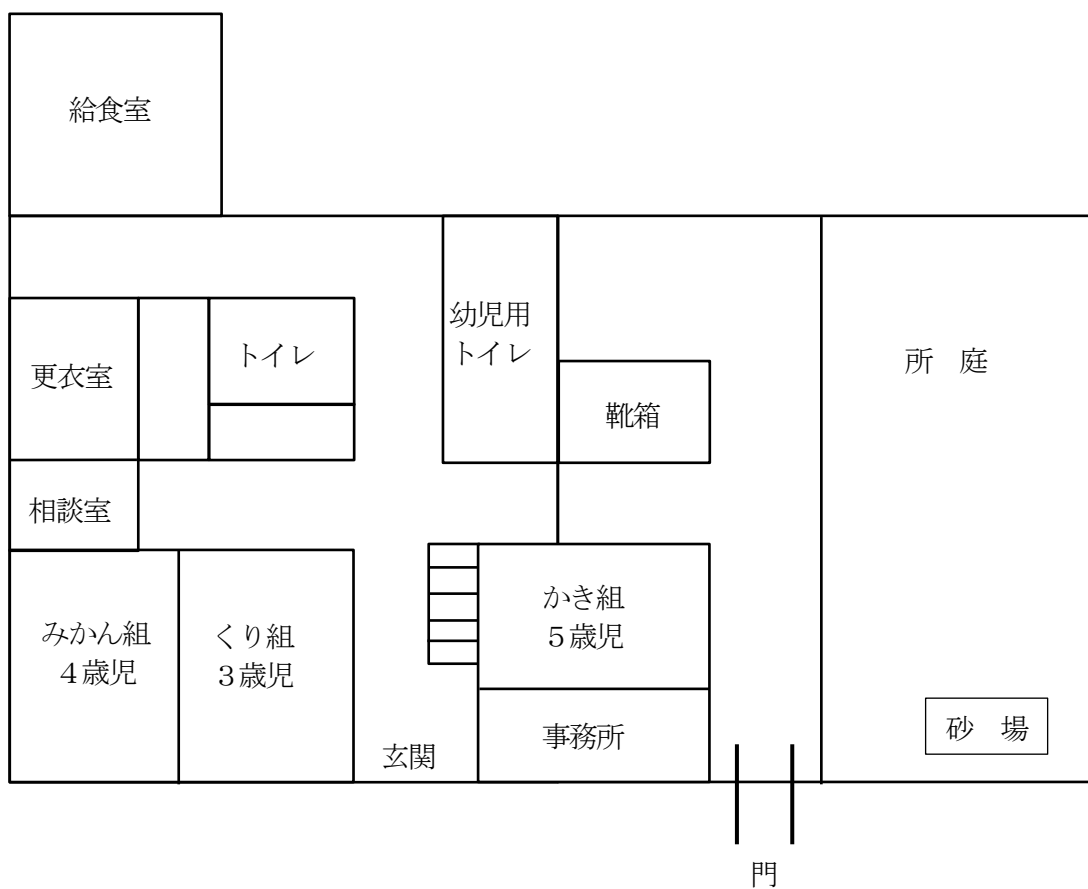 給食室
幼児用
トイレ
トイレ
更衣室
所　庭
靴箱
相談室
みかん組
４歳児
くり組
３歳児
かき組
５歳児
事務所
玄関
砂　場
門